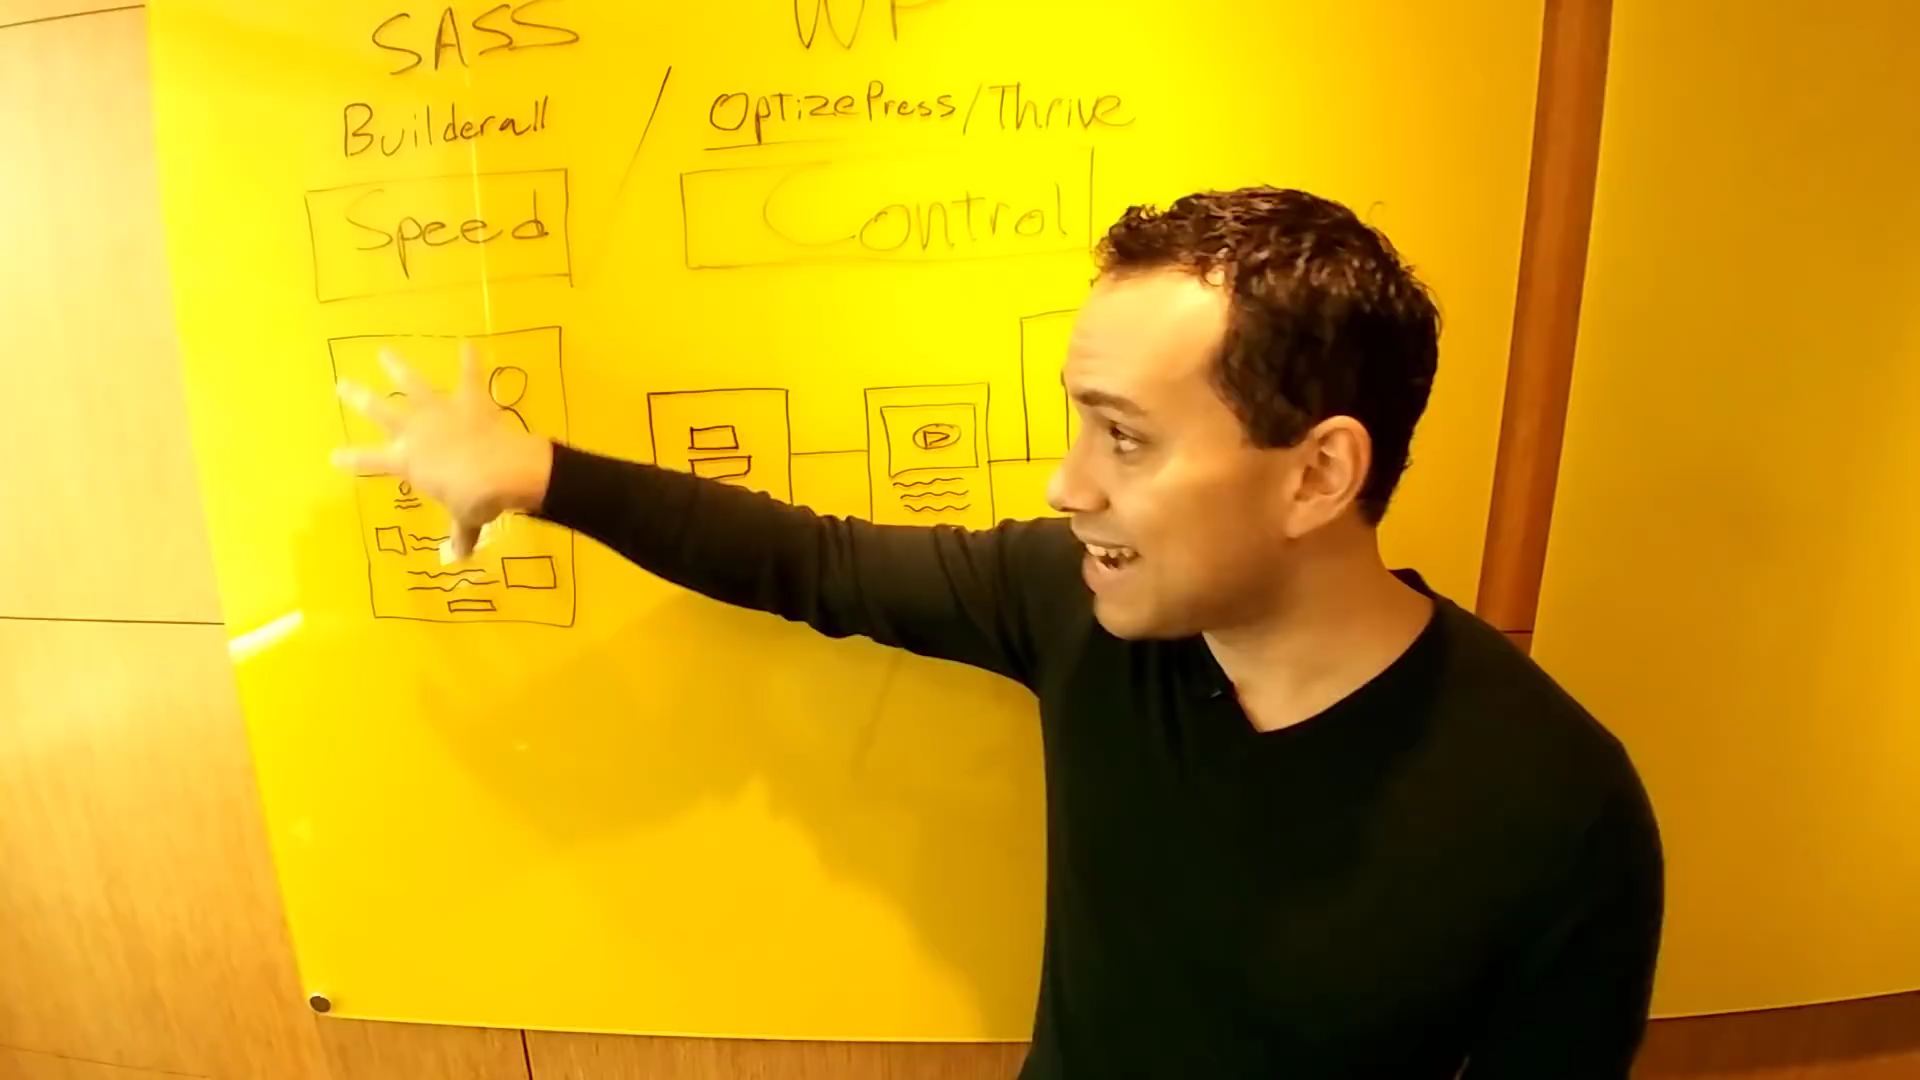 SASS
WP
Builderall
OptizePress/Thrive
Speed
Control